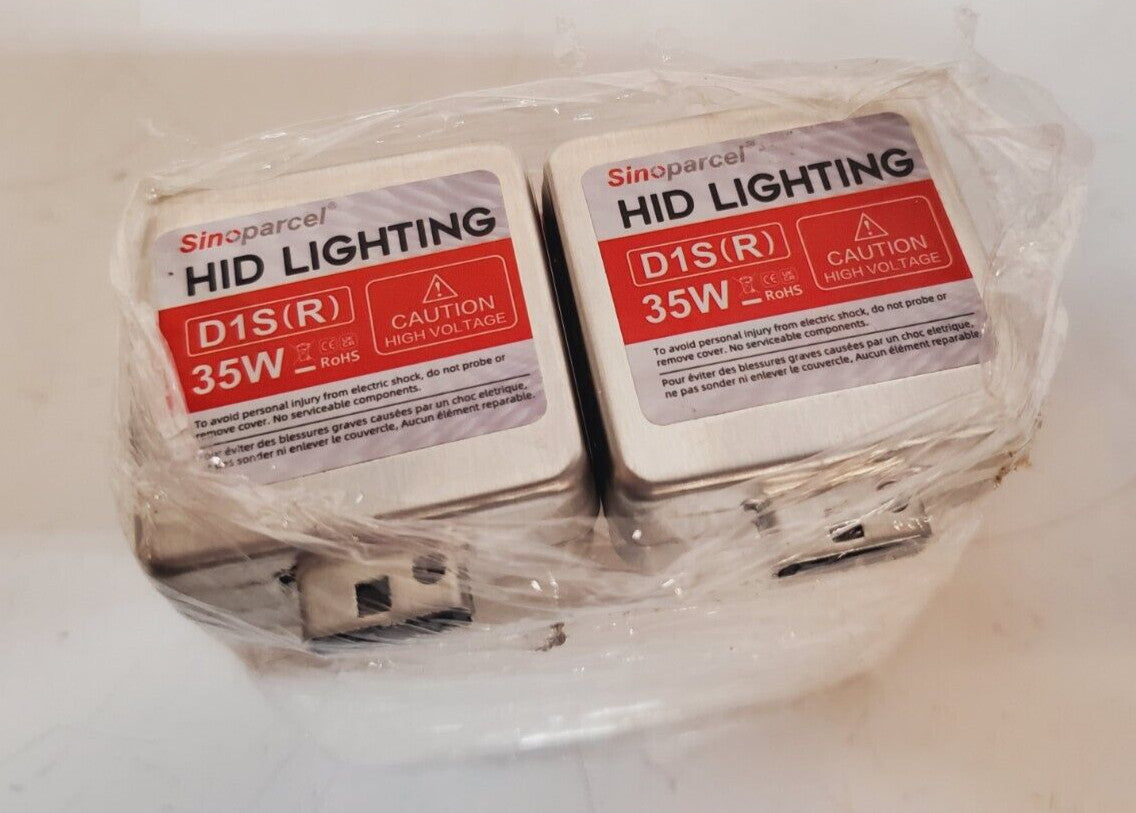 Sinoparcel®
HID LIGHTING
D1S(R)
35W
CE
RoHS
CAUTION
HIGH VOLTAGE
To avoid personal injury from electric shock, do not probe or
remove cover. No serviceable components.
Pour éviter des blessures graves causées par un choc eletrique,
ne pas sonder ni enlever le couvercle, Aucun élément reparable.
Sinoparcel®
HID LIGHTING
D1S(R)
35W
CE
RoHS
CAUTION
HIGH VOLTAGE
To avoid personal injury from electric shock, do not probe or
remove cover. No serviceable components.
Pour éviter des blessures graves causées par un choc eletrique,
ne pas sonder ni enlever le couvercle, Aucun élément reparable